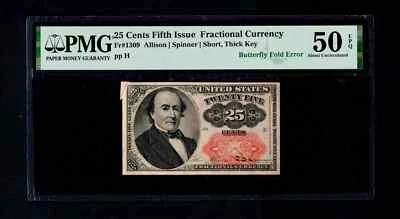 PMG
PAPER MONEY GUARANTY
25 Cents Fifth Issue Fractional Currency
Fr#1309 Allison | Spinner | Short, Thick Key
pp H
Butterfly Fold Error
50 EPQ
About Uncirculated
UNITED STATES
TWENTY FIVE
25
CENTS